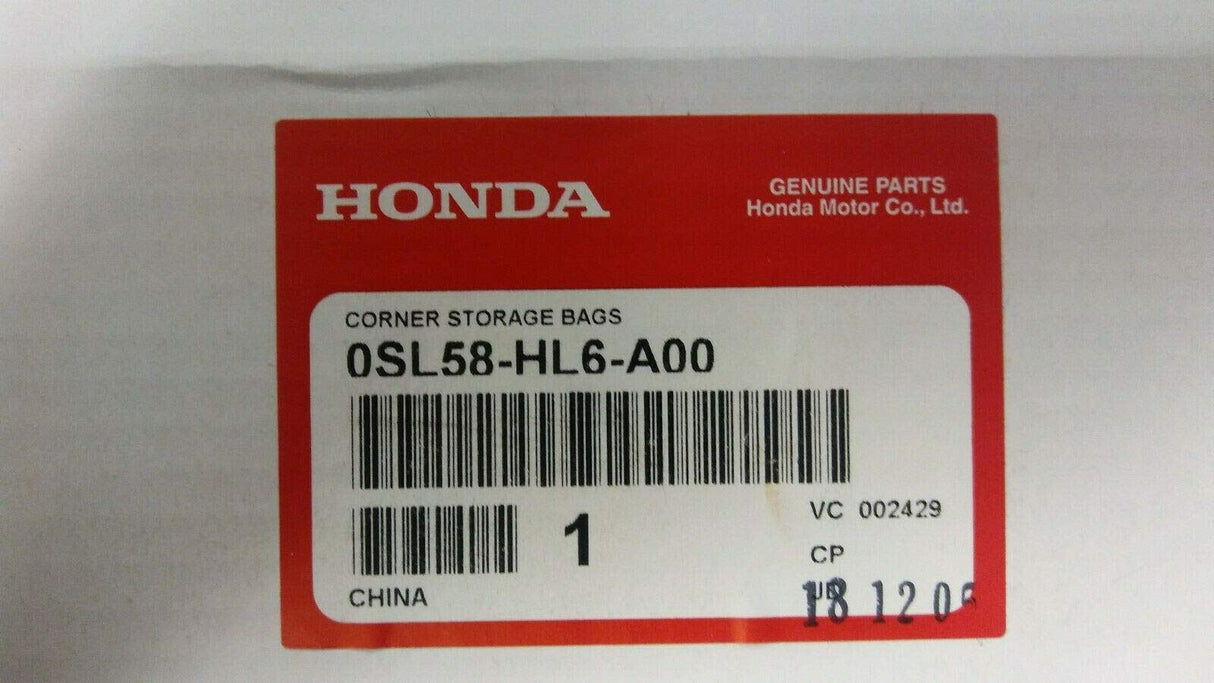 HONDA
GENUINE PARTS
Honda Motor Co., Ltd.
CORNER STORAGE BAGS
0SL58-HL6-A00
1
VC 002429
CP
CHINA
18 12 06